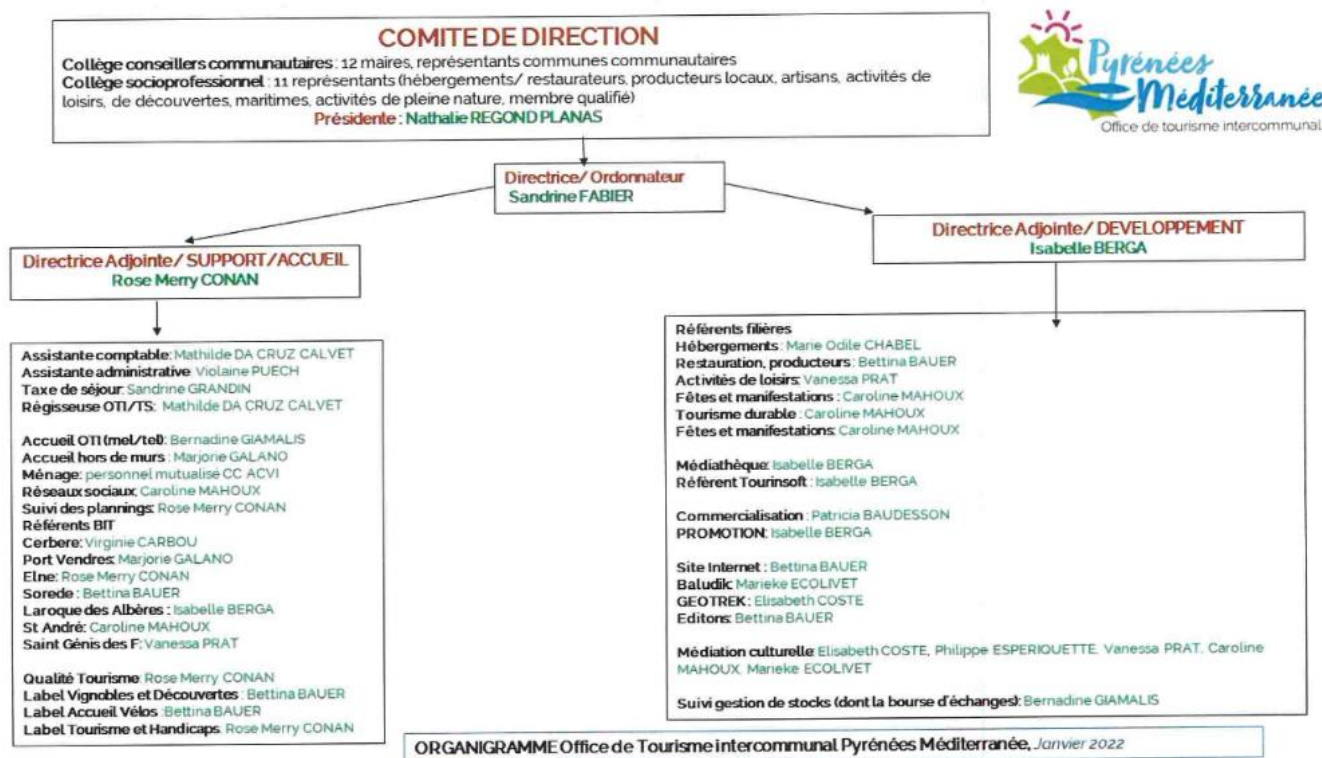 COMITE DE DIRECTION
Collège conseillers communautaires : 12 maires, représentants communes communautaires
Collège socioprofessionnel : 11 représentants (hébergements/ restaurateurs, producteurs locaux, artisans, activités de
loisirs, de découvertes, maritimes, activités de pleine nature, membre qualifié)
Présidente : Nathalie REGOND PLANAS
Pyrénées
Méditerranée
Office de tourisme intercommunal
Directrice/ Ordonnateur
Sandrine FABIER
Directrice Adjointe/ SUPPORT/ACCUEIL
Rose Merry CONAN
Directrice Adjointe/ DEVELOPPEMENT
Isabelle BERGA
Assistante comptable: Mathilde DA CRUZ CALVET
Assistante administrative: Violaine PUECH
Taxe de séjour: Sandrine GRANDIN
Régisseuse OTI/TS: Mathilde DA CRUZ CALVET
Accueil OTI (mel/tel): Bernadine GIAMALIS
Accueil hors de murs : Marjorie GALANO
Ménage: personnel mutualisé CC ACVI
Réseaux sociaux: Caroline MAHOUX
Suivi des plannings: Rose Merry CONAN
Référents BIT
Cerbere: Virginie CARBOU
Port Vendres: Marjorie GALANO
Elne: Rose Merry CONAN
Sorede : Bettina BAUER
Laroque des Albères : Isabelle BERGA
St André: Caroline MAHOUX
Saint Génis des F: Vanessa PRAT
Qualité Tourisme: Rose Merry CONAN
Label Vignobles et Découvertes : Bettina BAUER
Label Accueil Vélos :Bettina BAUER
Label Tourisme et Handicaps: Rose Merry CONAN
Référents filières
Hébergements : Marie Odile CHABEL
Restauration, producteurs : Bettina BAUER
Activités de loisirs: Vanessa PRAT
Fêtes et manifestations : Caroline MAHOUX
Tourisme durable : Caroline MAHOUX
Fêtes et manifestations: Caroline MAHOUX
Médiathèque: Isabelle BERGA
Référent Tourinsoft : Isabelle BERGA
Commercialisation : Patricia BAUDESSON
PROMOTION: Isabelle BERGA
Site Internet : Bettina BAUER
Baludik: Marieke ECOLIVET
GEOTREK : Elisabeth COSTE
Editons: Bettina BAUER
Médiation culturelle: Elisabeth COSTE, Philippe ESPERIQUETTE, Vanessa PRAT, Caroline
MAHOUX, Marieke ECOLIVET
Suivi gestion de stocks (dont la bourse d'échanges): Bernadine GIAMALIS
ORGANIGRAMME Office de Tourisme intercommunal Pyrénées Méditerranée, Janvier 2022